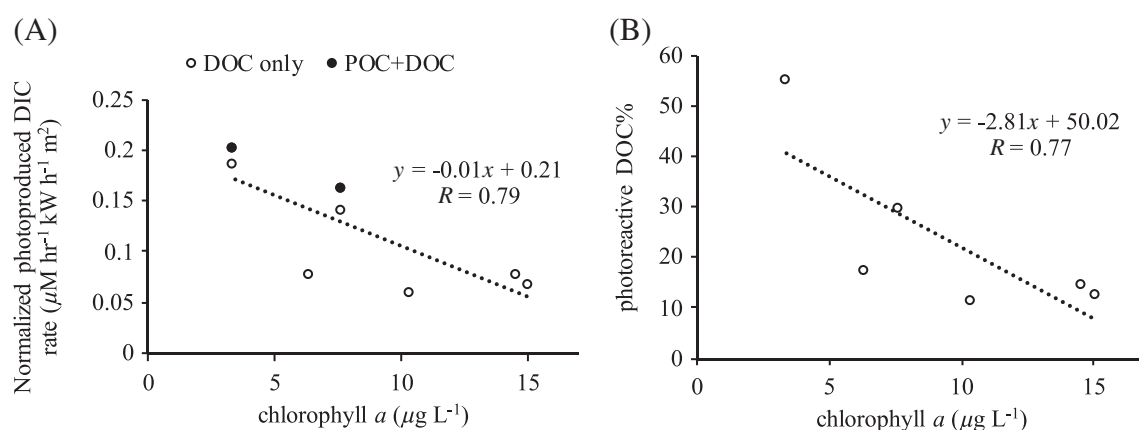 (A)
DOC only POC+DOC
Normalized photoproduced DIC
rate (µM hr⁻¹ kW h⁻¹ m²)
0.25
0.2
0.15
0.1
0.05
0
y = -0.01x + 0.21
R = 0.79
0 5 10 15
chlorophyll a (µg L⁻¹)
(B)
photoreactive DOC%
60
50
40
30
20
10
0
y = -2.81x + 50.02
R = 0.77
0 5 10 15
chlorophyll a (µg L⁻¹)